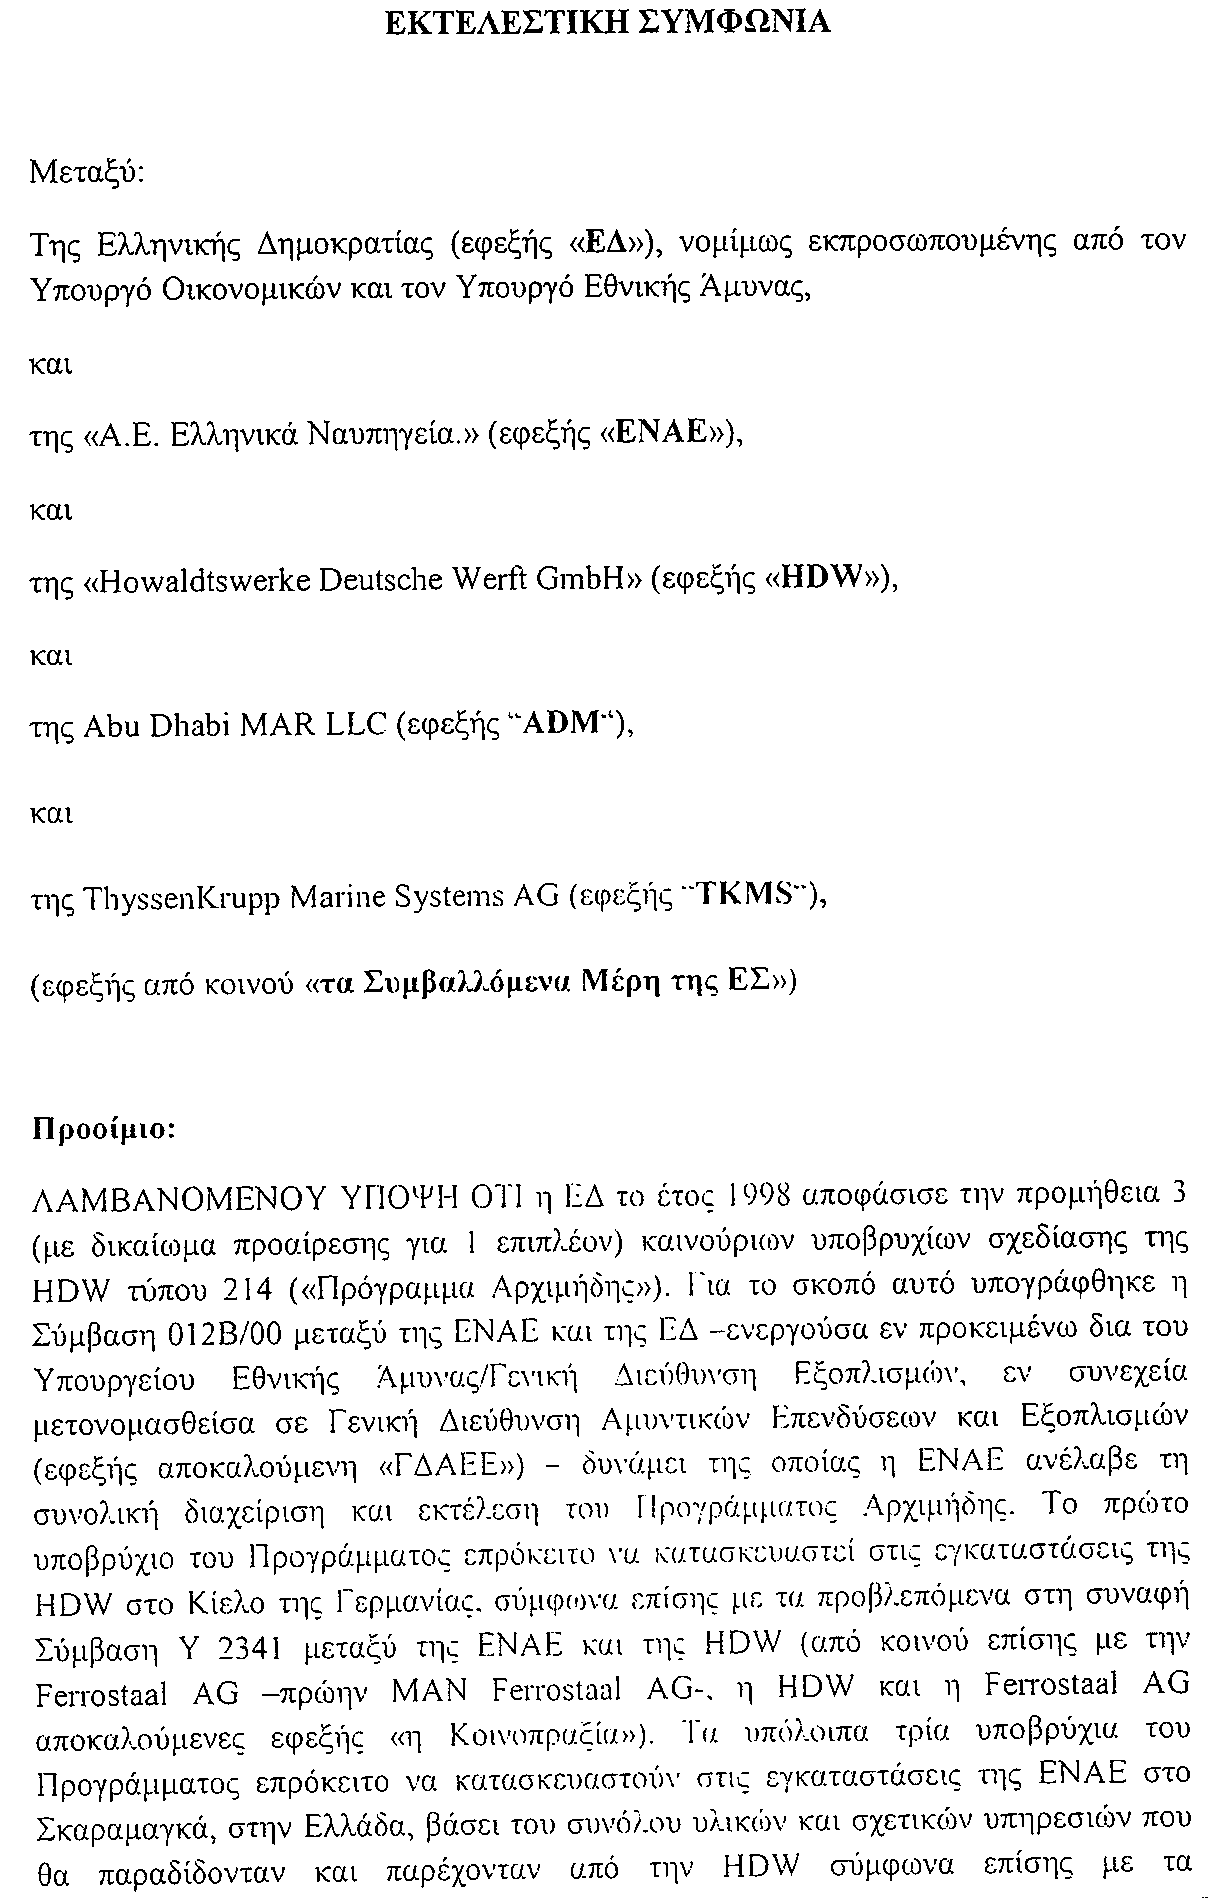 ΕΚΤΕΛΕΣΤΙΚΗ ΣΥΜΦΩΝΙΑ
Μεταξύ:
Της Ελληνικής Δημοκρατίας (εφεξής «ΕΔ»), νομίμως εκπροσωπουμένης από τον
Υπουργό Οικονομικών και τον Υπουργό Εθνικής Άμυνας,
και
της «Α.Ε. Ελληνικά Ναυπηγεία.» (εφεξής «ΕΝΑΕ»),
και
της «Howaldtswerke Deutsche Werft GmbH» (εφεξής «HDW»),
και
της Abu Dhabi MAR LLC (εφεξής "ADM"),
και
της ThyssenKrupp Marine Systems AG (εφεξής "TKMS"),
(εφεξής από κοινού «τα Συμβαλλόμενα Μέρη της ΕΣ»)
Προοίμιο:
ΛΑΜΒΑΝΟΜΕΝΟΥ ΥΠΟΨΗ ΟΤΙ η ΕΔ το έτος 1998 αποφάσισε την προμήθεια 3
(με δικαίωμα προαίρεσης για 1 επιπλέον) καινούριων υποβρυχίων σχεδίασης της
HDW τύπου 214 («Πρόγραμμα Αρχιμήδης»). Για το σκοπό αυτό υπογράφθηκε η
Σύμβαση 012Β/00 μεταξύ της ΕΝΑΕ και της ΕΔ –ενεργούσα εν προκειμένω δια του
Υπουργείου Εθνικής Άμυνας/Γενική Διεύθυνση Εξοπλισμών, εν συνεχεία
μετονομασθείσα σε Γενική Διεύθυνση Αμυντικών Επενδύσεων και Εξοπλισμών
(εφεξής αποκαλούμενη «ΓΔΑΕΕ») – δυνάμει της οποίας η ΕΝΑΕ ανέλαβε τη
συνολική διαχείριση και εκτέλεση του Προγράμματος Αρχιμήδης. Το πρώτο
υποβρύχιο του Προγράμματος επρόκειτο να κατασκευαστεί στις εγκαταστάσεις της
HDW στο Κίελο της Γερμανίας, σύμφωνα επίσης με τα προβλεπόμενα στη συναφή
Σύμβαση Υ 2341 μεταξύ της ΕΝΑΕ και της HDW (από κοινού επίσης με την
Ferrostaal AG –πρώην MAN Ferrostaal AG-, η HDW και η Ferrostaal AG
αποκαλούμενες εφεξής «η Κοινοπραξία»). Τα υπόλοιπα τρία υποβρύχια του
Προγράμματος επρόκειτο να κατασκευαστούν στις εγκαταστάσεις της ΕΝΑΕ στο
Σκαραμαγκά, στην Ελλάδα, βάσει του συνόλου υλικών και σχετικών υπηρεσιών που
θα παραδίδονταν και παρέχονταν από την HDW σύμφωνα επίσης με τα